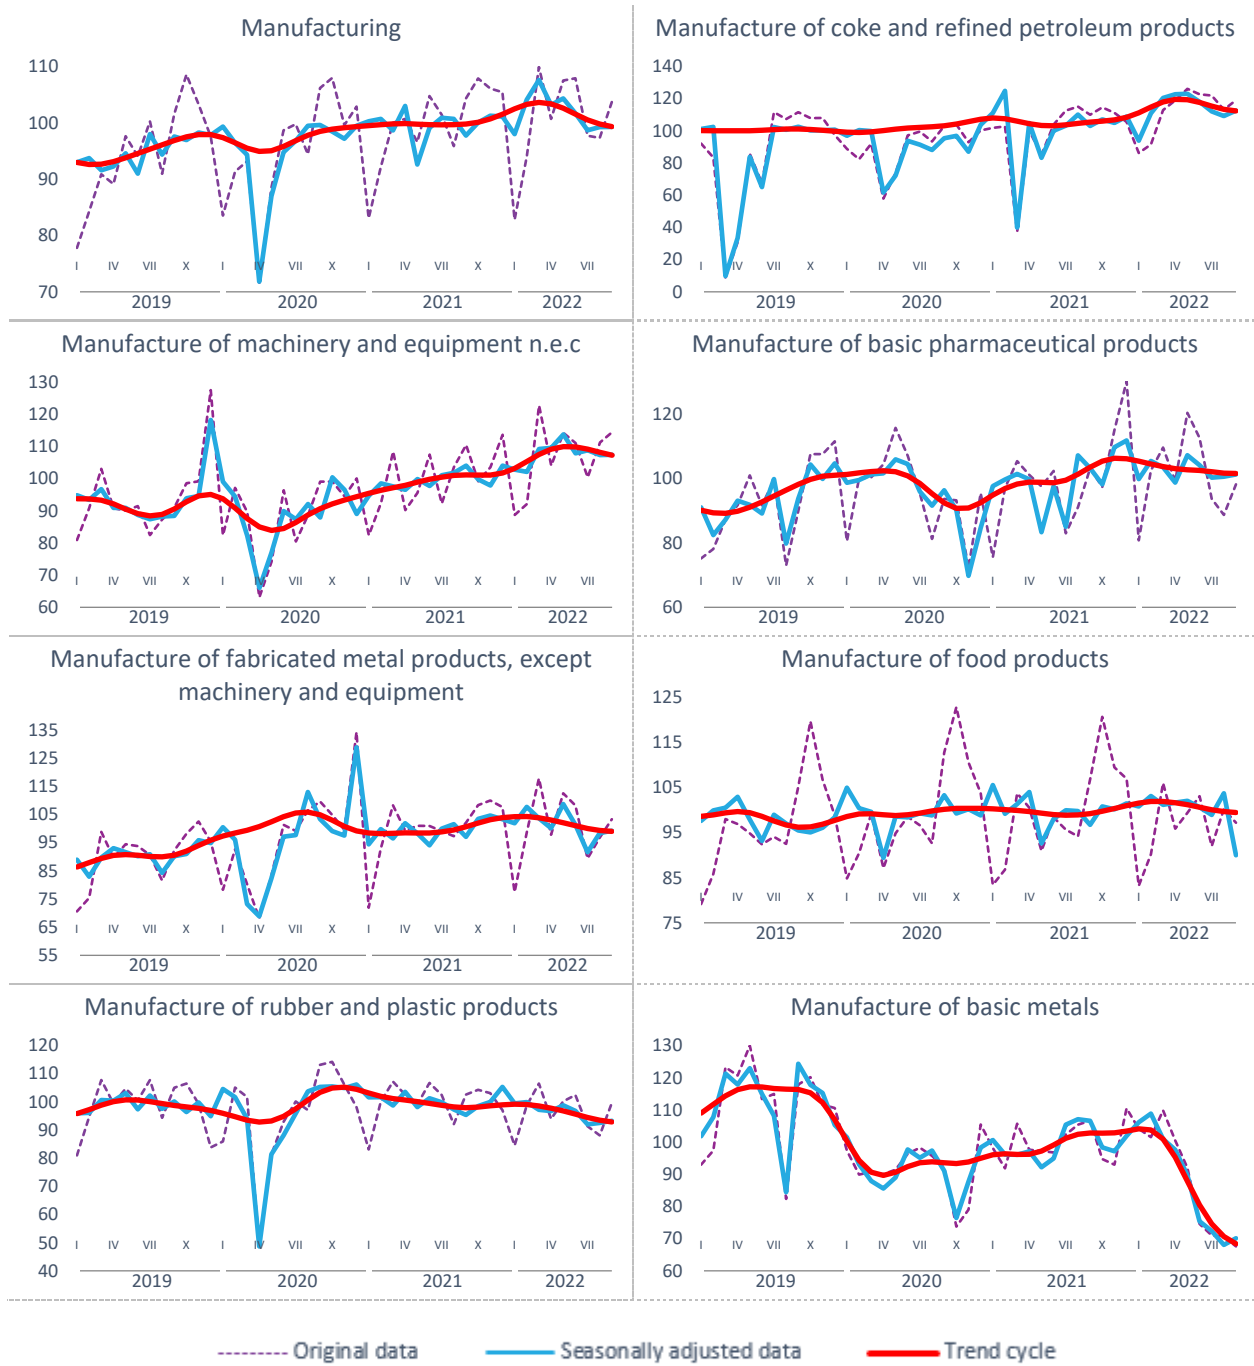 Manufacturing
110
100
90
80
70
I IV VII X I IV VII X I IV VII X I IV VII
2019 2020 2021 2022
Manufacture of coke and refined petroleum products
140
120
100
80
60
40
20
0
I IV VII X I IV VII X I IV VII X I IV VII
2019 2020 2021 2022
Manufacture of machinery and equipment n.e.c
130
120
110
100
90
80
70
60
I IV VII X I IV VII X I IV VII X I IV VII
2019 2020 2021 2022
Manufacture of basic pharmaceutical products
120
100
80
60
I IV VII X I IV VII X I IV VII X I IV VII
2019 2020 2021 2022
Manufacture of fabricated metal products, except
machinery and equipment
135
125
115
105
95
85
75
65
55
I IV VII X I IV VII X I IV VII X I IV VII
2019 2020 2021 2022
Manufacture of food products
125
115
105
95
85
75
I IV VII X I IV VII X I IV VII X I IV VII
2019 2020 2021 2022
Manufacture of rubber and plastic products
120
110
100
90
80
70
60
50
40
I IV VII X I IV VII X I IV VII X I IV VII
2019 2020 2021 2022
Manufacture of basic metals
130
120
110
100
90
80
70
60
I IV VII X I IV VII X I IV VII X I IV VII
2019 2020 2021 2022
Original data Seasonally adjusted data Trend cycle